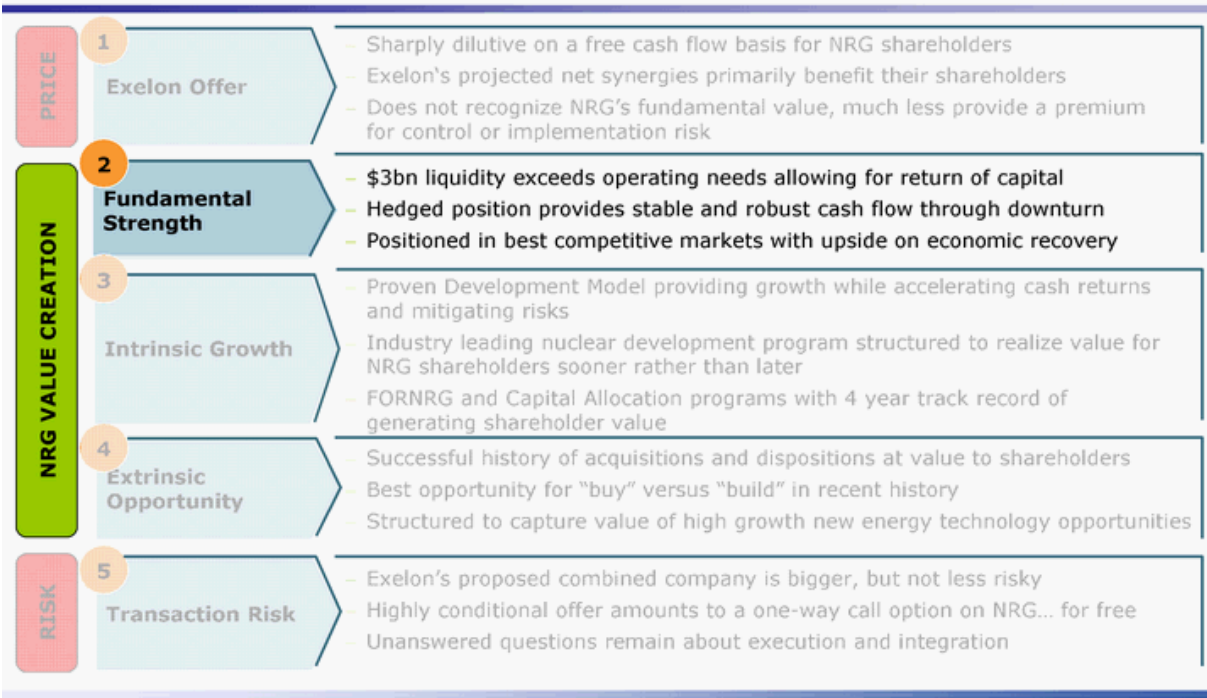 PRICE
1
Exelon Offer
– Sharply dilutive on a free cash flow basis for NRG shareholders
– Exelon's projected net synergies primarily benefit their shareholders
– Does not recognize NRG's fundamental value, much less provide a premium
for control or implementation risk
NRG VALUE CREATION
2
Fundamental
Strength
– $3bn liquidity exceeds operating needs allowing for return of capital
– Hedged position provides stable and robust cash flow through downturn
– Positioned in best competitive markets with upside on economic recovery
3
Intrinsic Growth
– Proven Development Model providing growth while accelerating cash returns
and mitigating risks
– Industry leading nuclear development program structured to realize value for
NRG shareholders sooner rather than later
– FORNRG and Capital Allocation programs with 4 year track record of
generating shareholder value
4
Extrinsic
Opportunity
– Successful history of acquisitions and dispositions at value to shareholders
– Best opportunity for “buy” versus “build” in recent history
– Structured to capture value of high growth new energy technology opportunities
RISK
5
Transaction Risk
– Exelon's proposed combined company is bigger, but not less risky
– Highly conditional offer amounts to a one-way call option on NRG... for free
– Unanswered questions remain about execution and integration